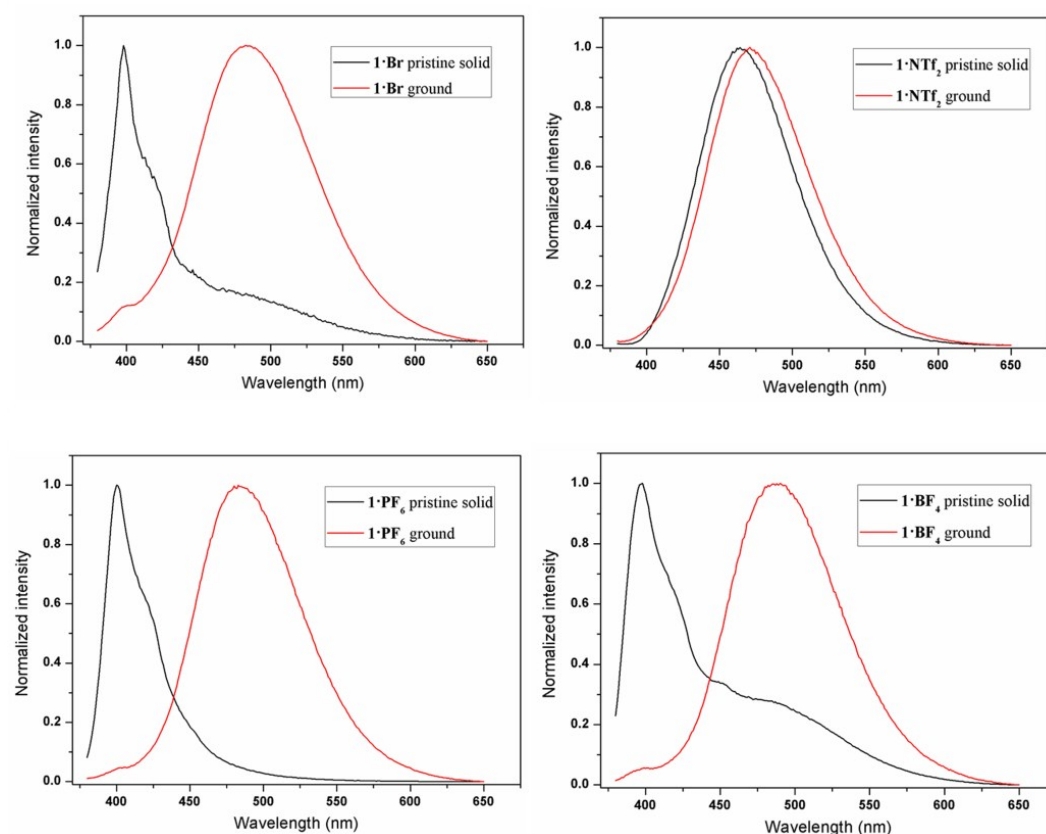 1·Br pristine solid
1·Br ground
Normalized intensity
1.0
0.8
0.6
0.4
0.2
0.0
400 450 500 550 600 650
Wavelength (nm)
1·NTf₂ pristine solid
1·NTf₂ ground
Normalized intensity
1.0
0.8
0.6
0.4
0.2
0.0
400 450 500 550 600 650
Wavelength (nm)
1·PF₆ pristine solid
1·PF₆ ground
Normalized intensity
1.0
0.8
0.6
0.4
0.2
0.0
400 450 500 550 600 650
Wavelength (nm)
1·BF₄ pristine solid
1·BF₄ ground
Normalized intensity
1.0
0.8
0.6
0.4
0.2
0.0
400 450 500 550 600 650
Wavelength (nm)